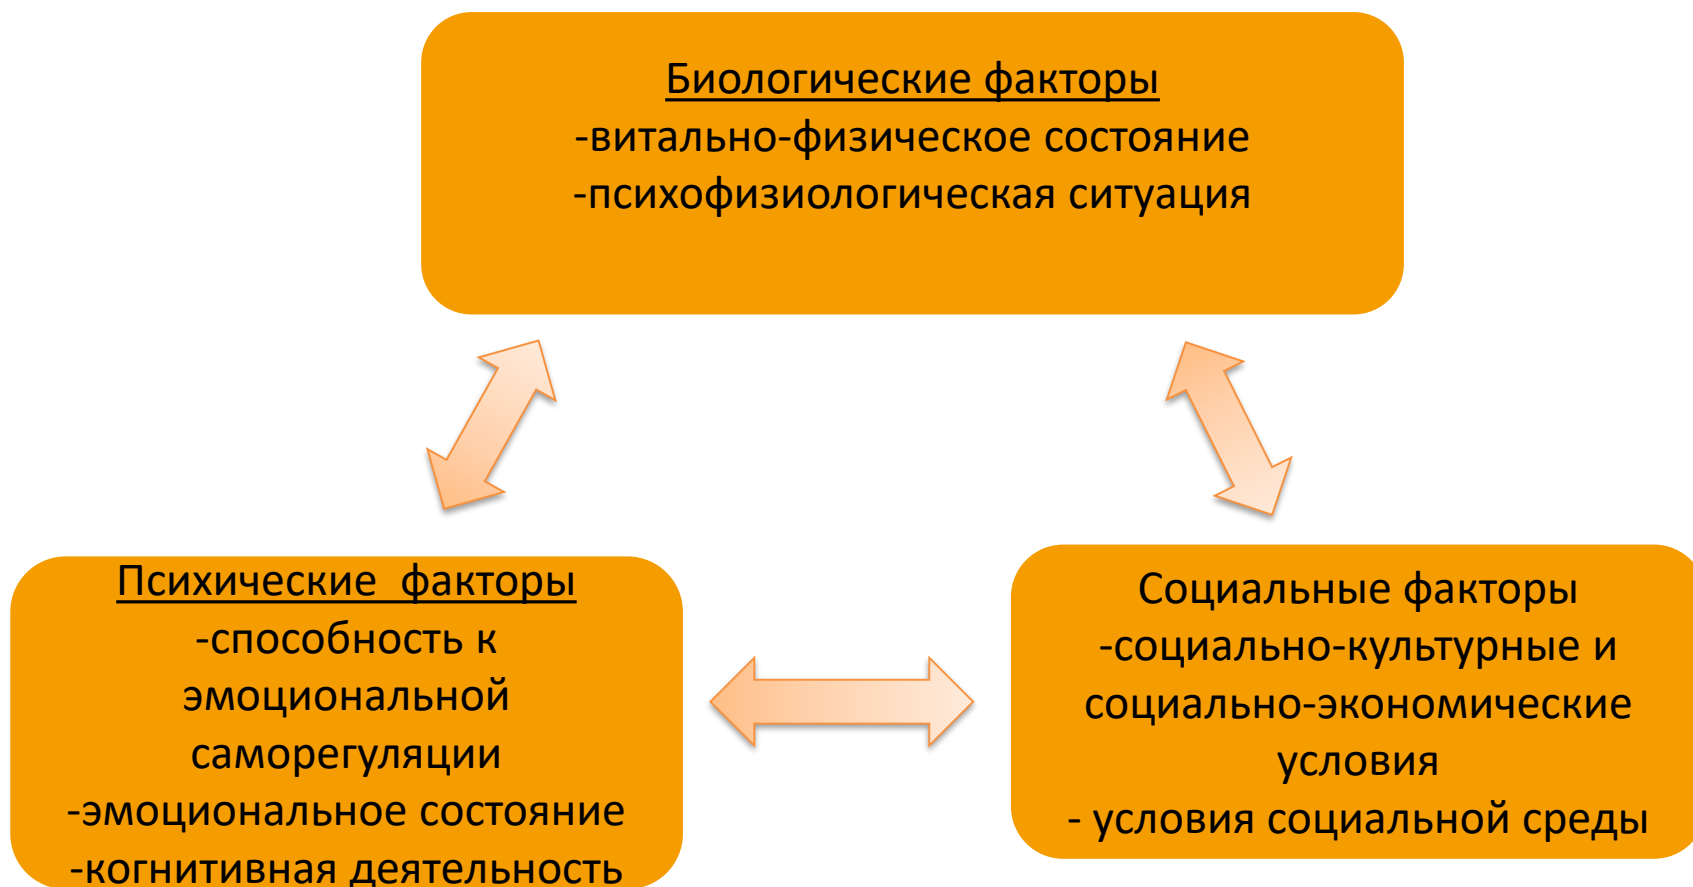 Биологические факторы
-витально-физическое состояние
-психофизиологическая ситуация
Психические  факторы
-способность к
эмоциональной
саморегуляции
-эмоциональное состояние
-когнитивная деятельность
Социальные факторы
-социально-культурные и
социально-экономические
условия
- условия социальной среды